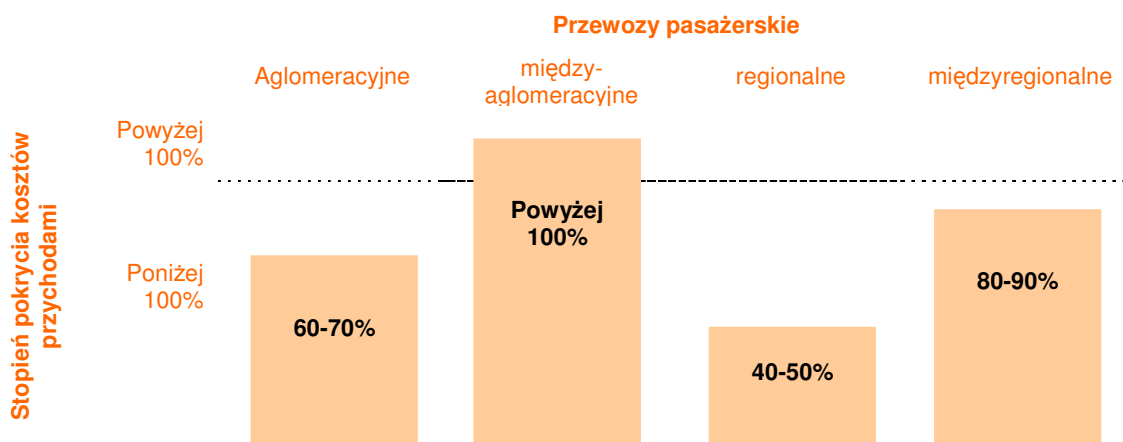 Przewozy pasażerskie
Aglomeracyjne
między-
aglomeracyjne
regionalne
międzyregionalne
Stopień pokrycia kosztów
przychodami
Powyżej
100%
Poniżej
100%
60-70%
Powyżej
100%
40-50%
80-90%